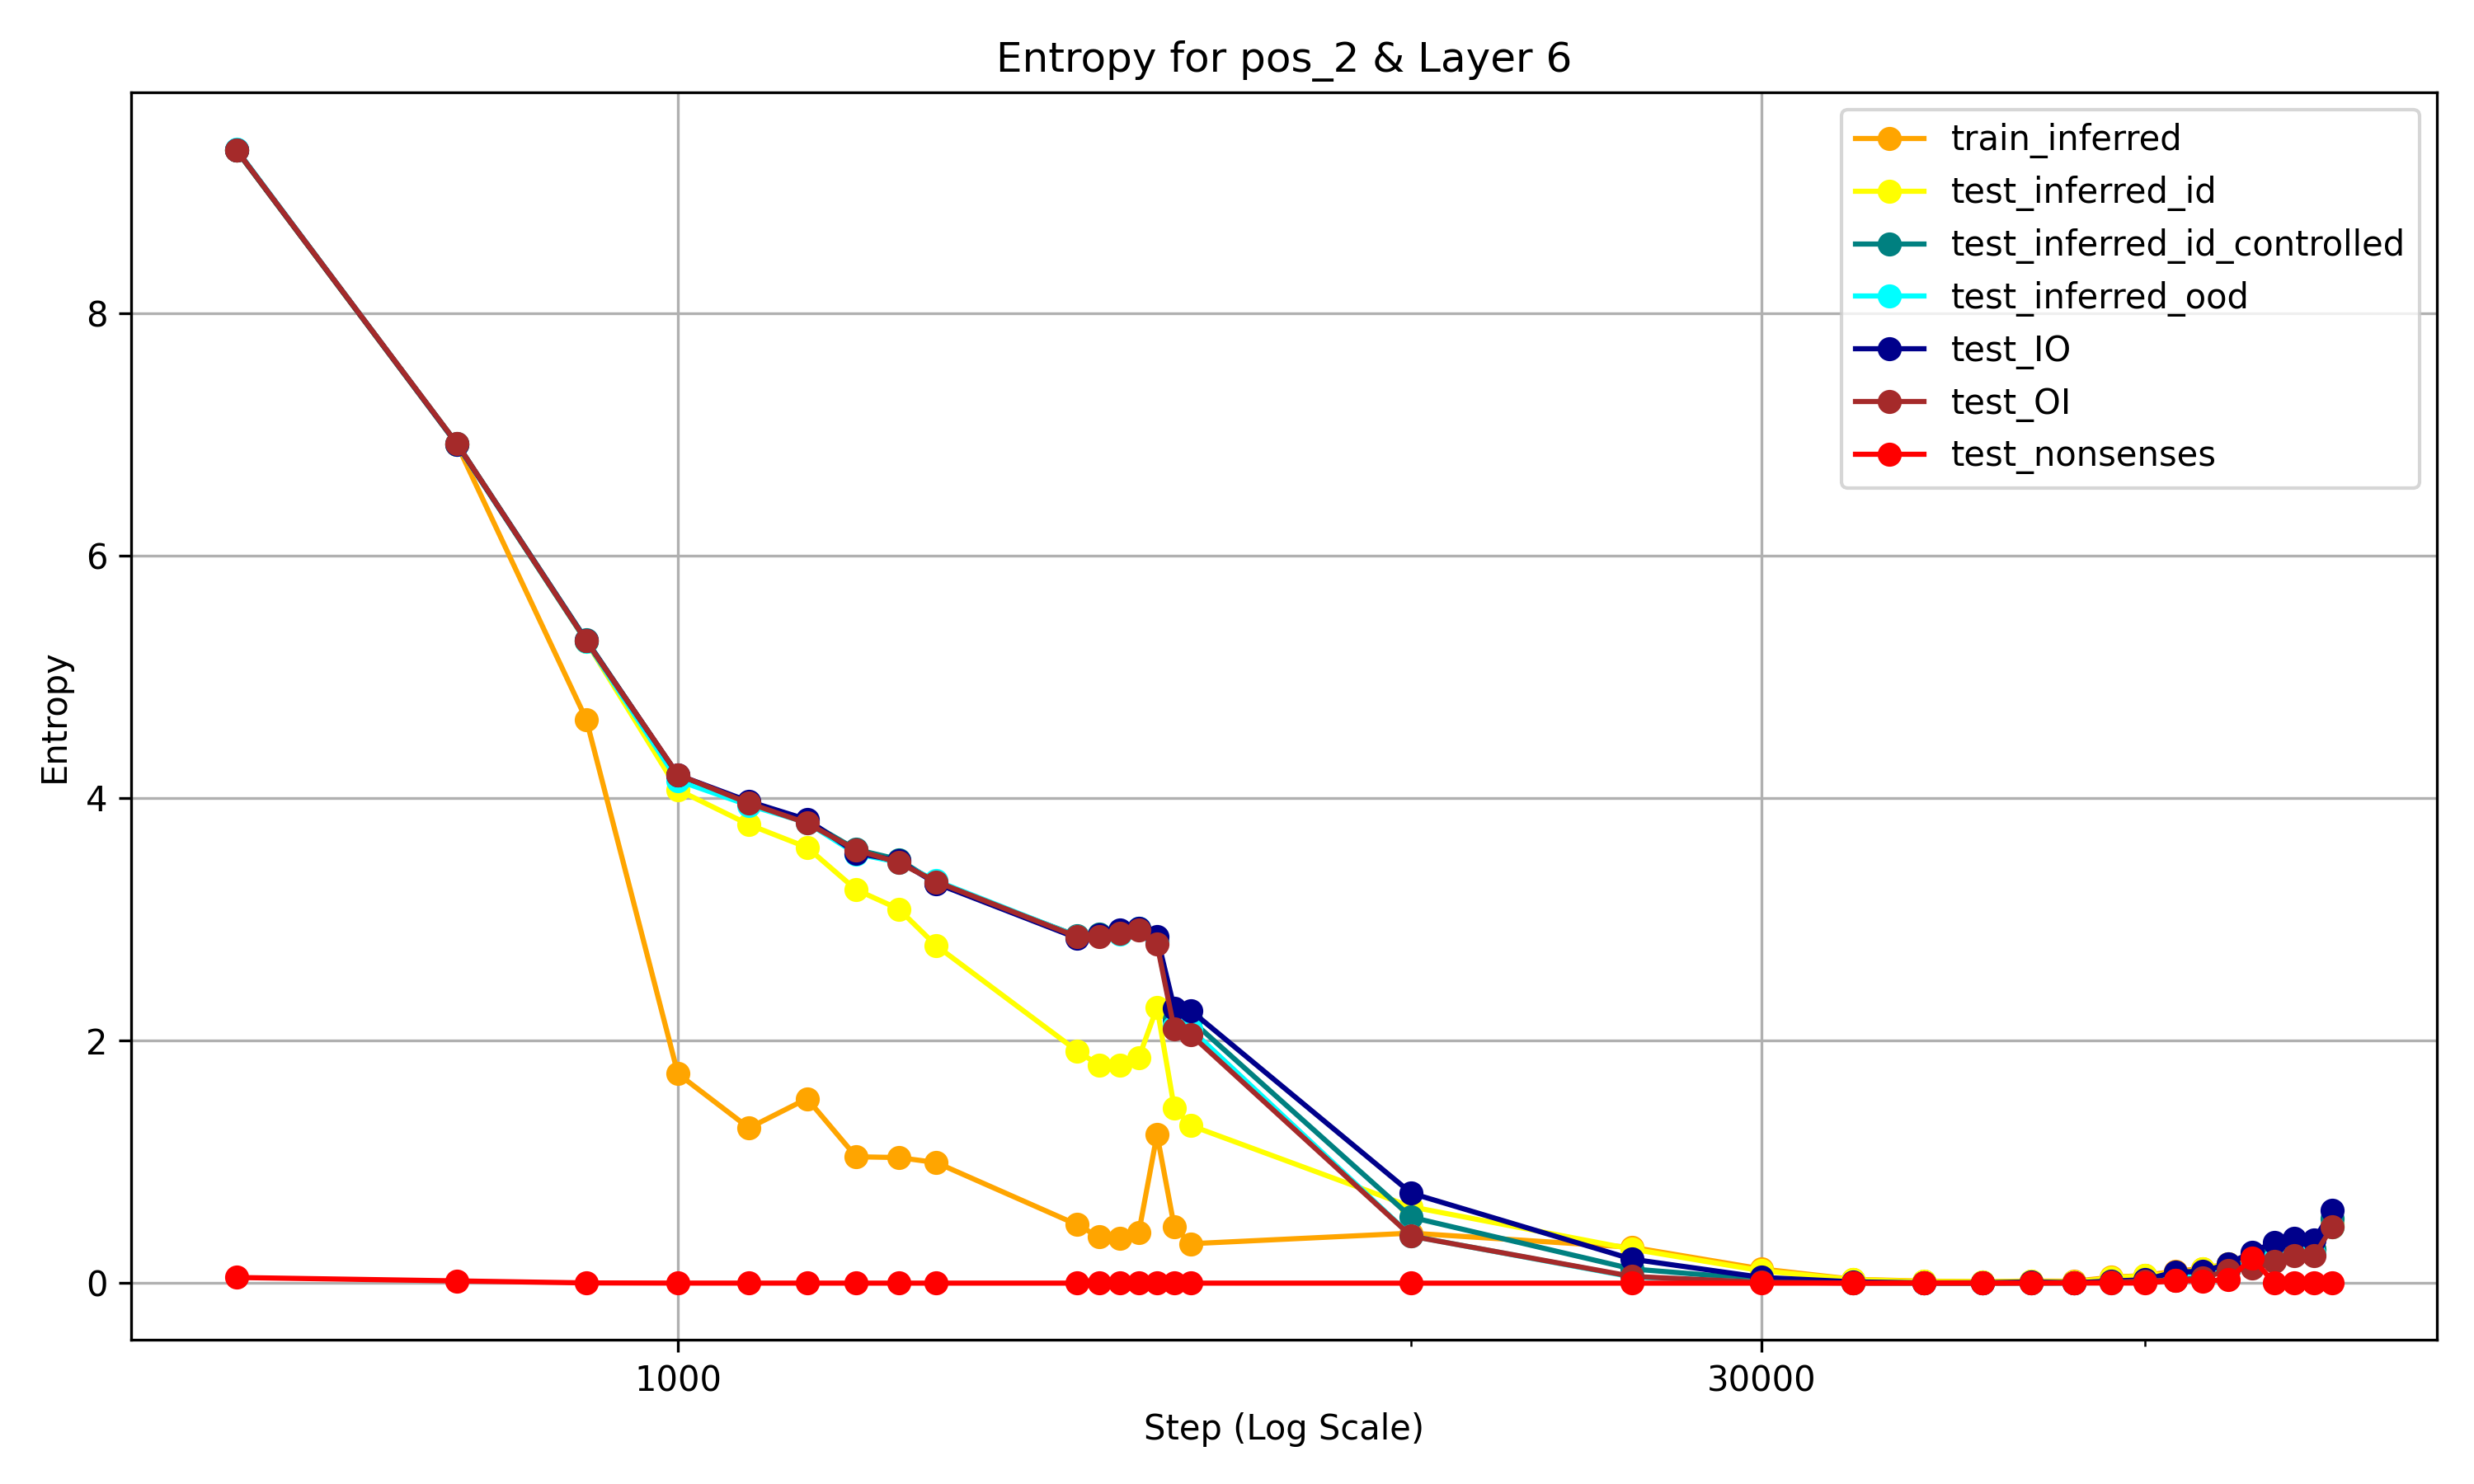 Entropy for pos_2 & Layer 6
train_inferred
test_inferred_id
test_inferred_id_controlled
test_inferred_ood
test_IO
test_OI
test_nonsenses
Entropy
8
6
4
2
0
1000
30000
Step (Log Scale)